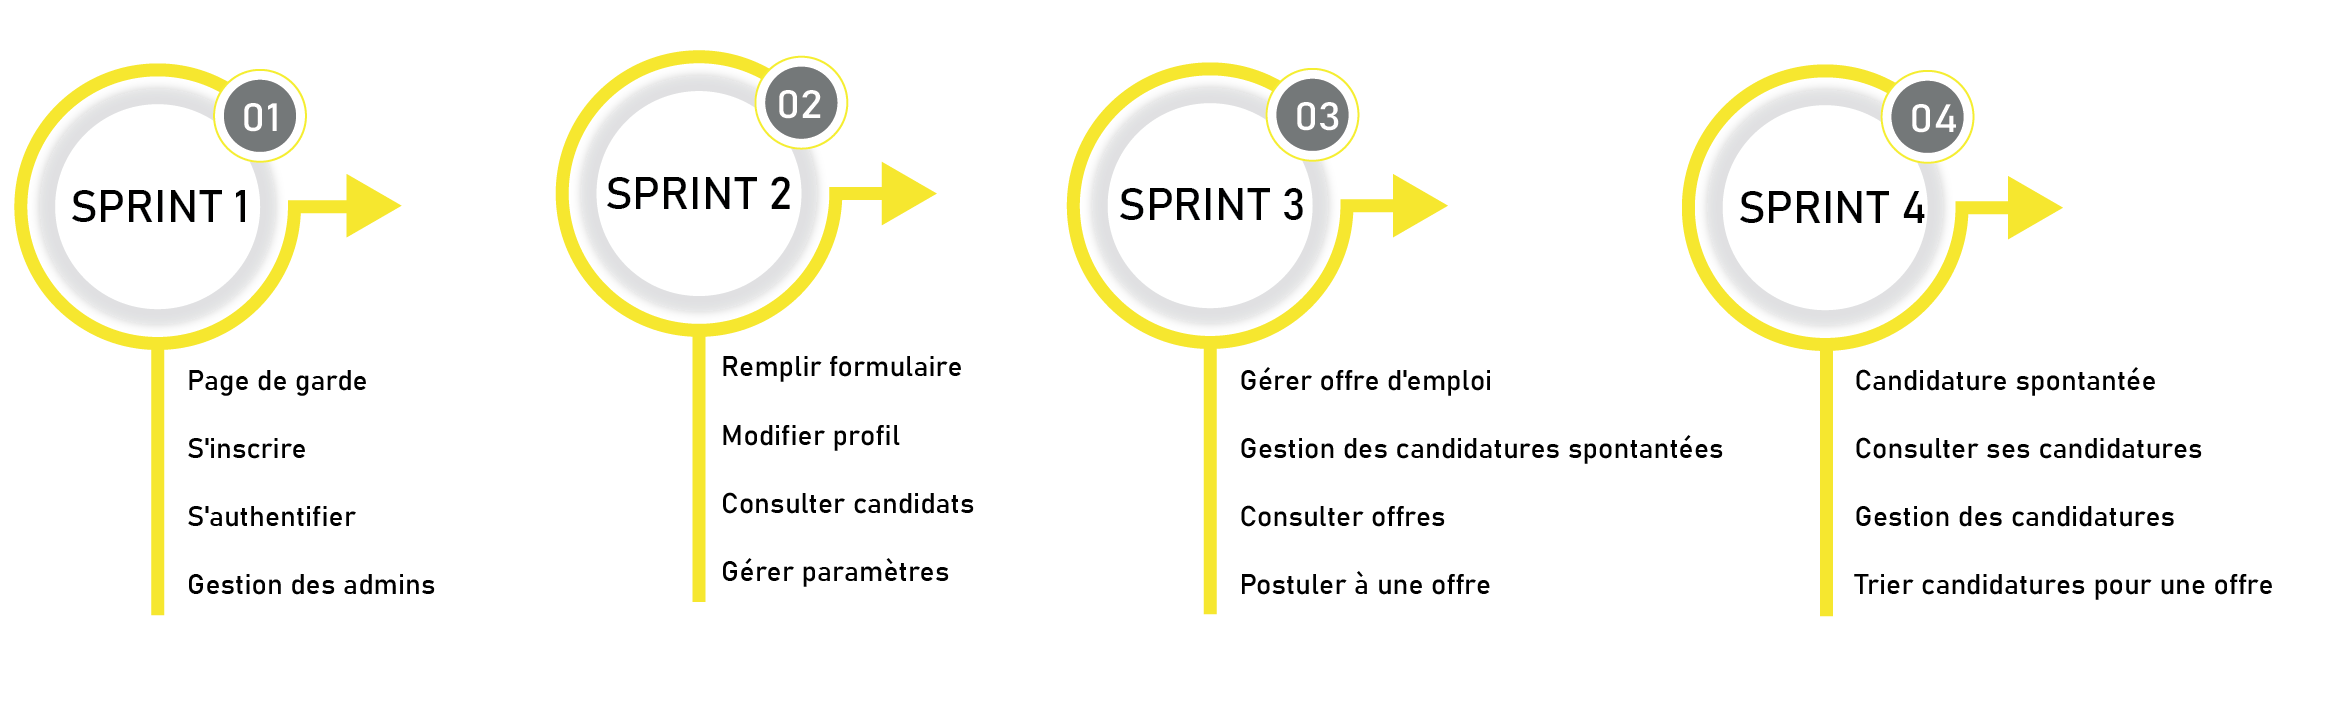 01
SPRINT 1
Page de garde
S'inscrire
S'authentifier
Gestion des admins
02
SPRINT 2
Remplir formulaire
Modifier profil
Consulter candidats
Gérer paramètres
03
SPRINT 3
Gérer offre d'emploi
Gestion des candidatures spontantées
Consulter offres
Postuler à une offre
04
SPRINT 4
Candidature spontantée
Consulter ses candidatures
Gestion des candidatures
Trier candidatures pour une offre